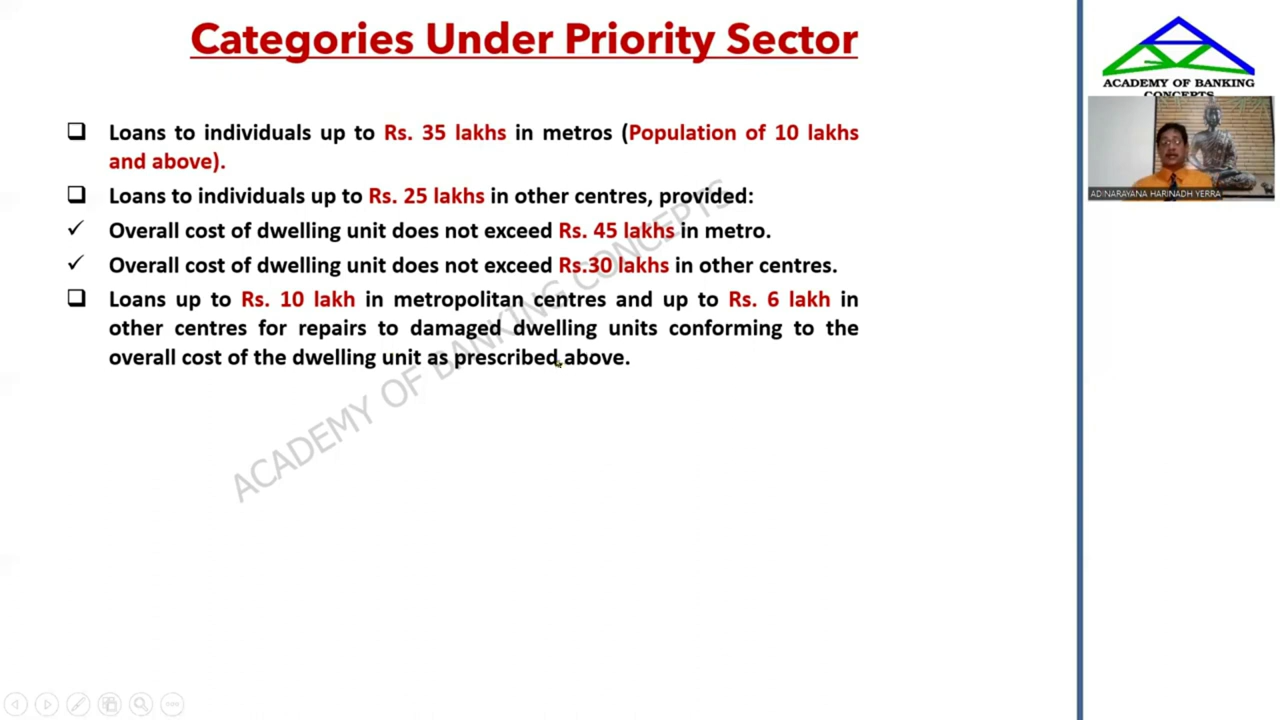 Categories Under Priority Sector
ACADEMY OF BANKING
CONCEPTS
ADINARAYANA HARINADH YERRA
Loans to individuals up to Rs. 35 lakhs in metros (Population of 10 lakhs
and above).
Loans to individuals up to Rs. 25 lakhs in other centres, provided:
Overall cost of dwelling unit does not exceed Rs. 45 lakhs in metro.
Overall cost of dwelling unit does not exceed Rs.30 lakhs in other centres.
Loans up to Rs. 10 lakh in metropolitan centres and up to Rs. 6 lakh in
other centres for repairs to damaged dwelling units conforming to the
overall cost of the dwelling unit as prescribed above.
ACADEMY OF BANKING CONCEPTS